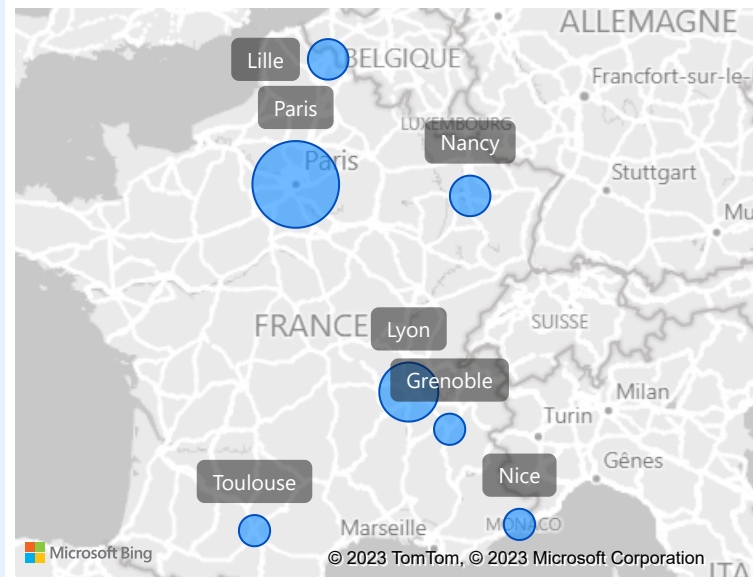 ALLEMAGNE
Lille
BELGIQUE
Francfort-sur-le-
Paris
LUXEMBOURG
Nancy
Paris
Stuttgart
Mu
FRANCE
Lyon
SUISSE
Grenoble
Milan
Turin
Gênes
Toulouse
Nice
Marseille
MONACO
Microsoft Bing
© 2023 TomTom, © 2023 Microsoft Corporation
ITA